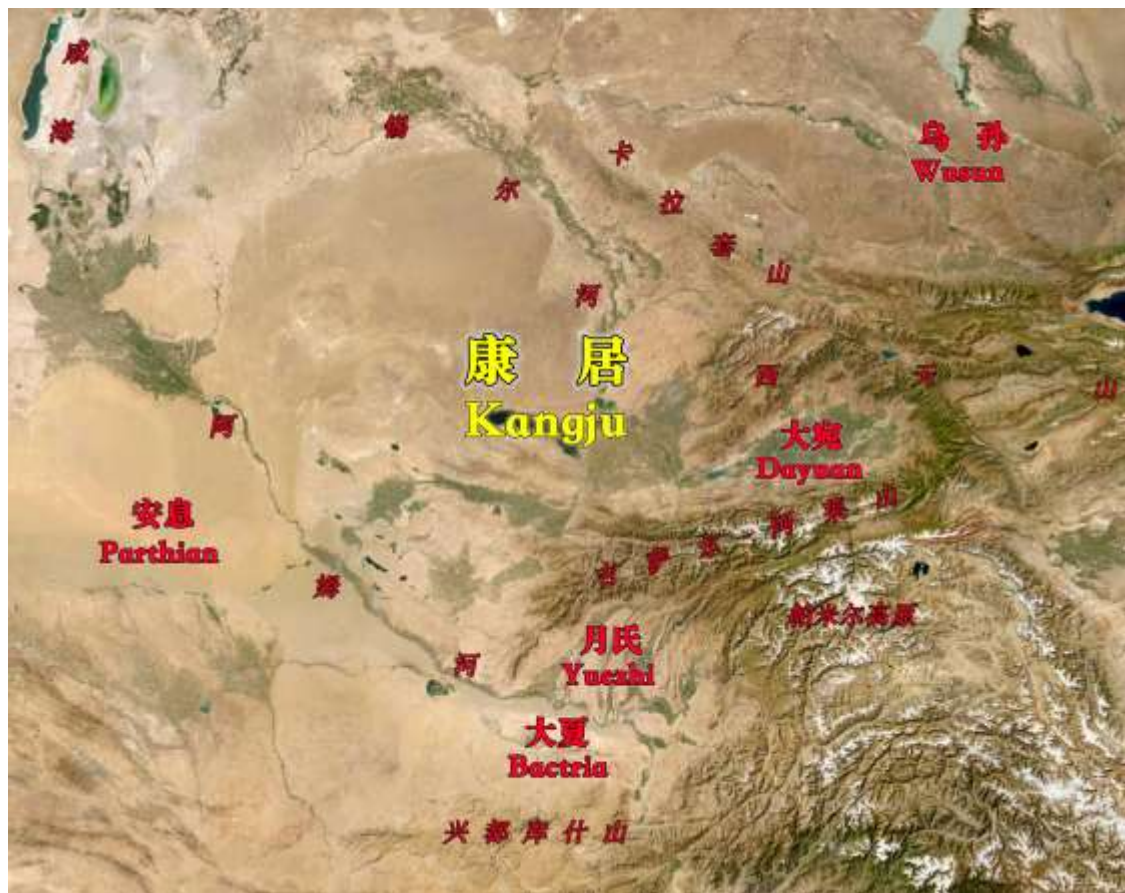 咸海
锡尔河
卡拉套山
乌孙
Wusun
康居
Kangju
西天山
大宛
Dayuan
阿姆河
安息
Parthian
吉萨尔-阿莱山
帕米尔高原
月氏
Yuezhi
大夏
Bactria
兴都库什山